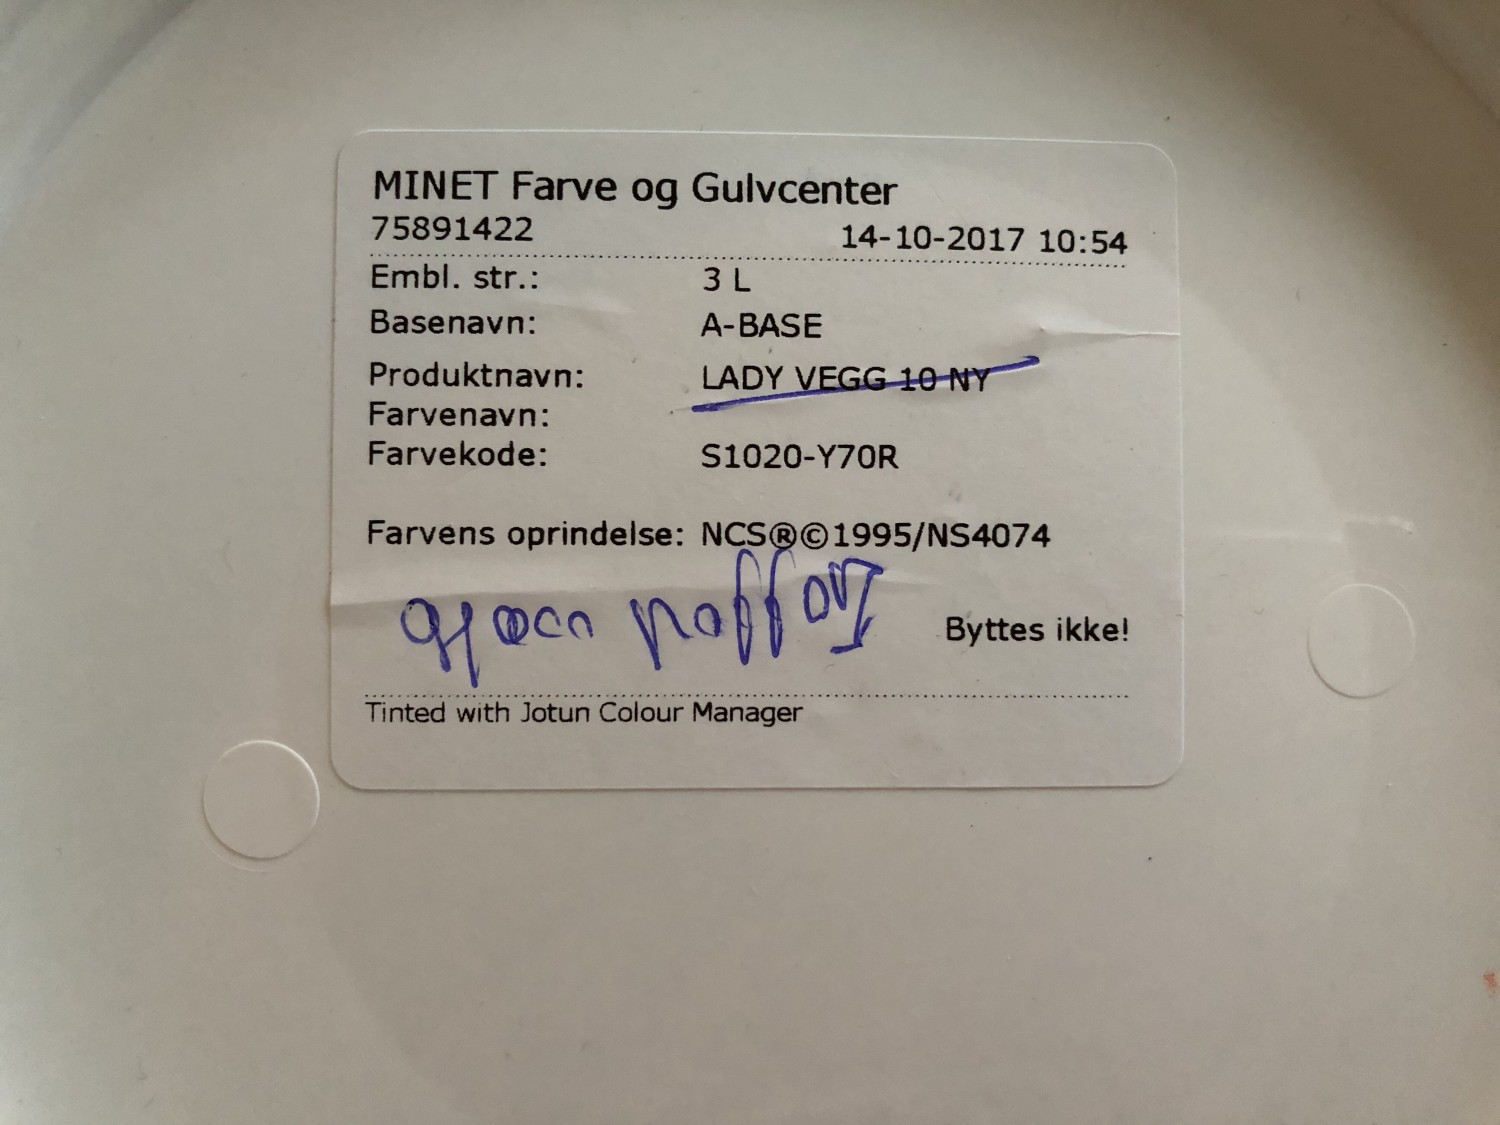 MINET Farve og Gulvcenter
75891422 14-10-2017 10:54
Embl. str.: 3 L
Basenavn: A-BASE
Produktnavn: LADY VEGG 10 NY
Farvenavn:
Farvekode: S1020-Y70R
Farvens oprindelse: NCS®©1995/NS4074
Byttes ikke!
Tinted with Jotun Colour Manager